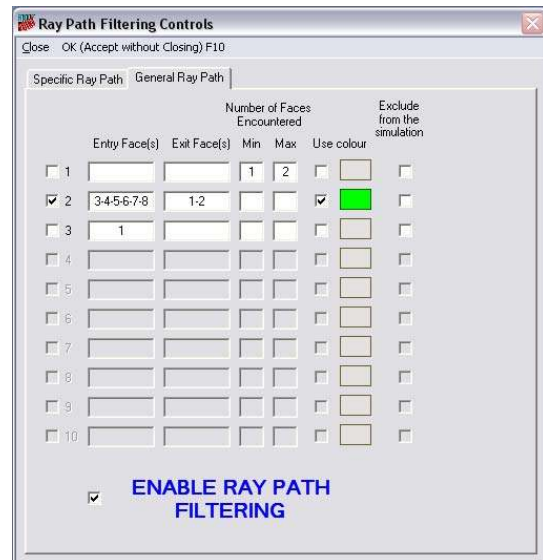 Ray Path Filtering Controls
Close OK (Accept without Closing) F10
Specific Ray Path General Ray Path
Number of Faces Encountered
Exclude from the simulation
Entry Face(s) Exit Face(s) Min Max Use colour
1 1 2
2 3-4-5-6-7-8 1-2
3 1
4
5
6
7
8
9
10
ENABLE RAY PATH
FILTERING